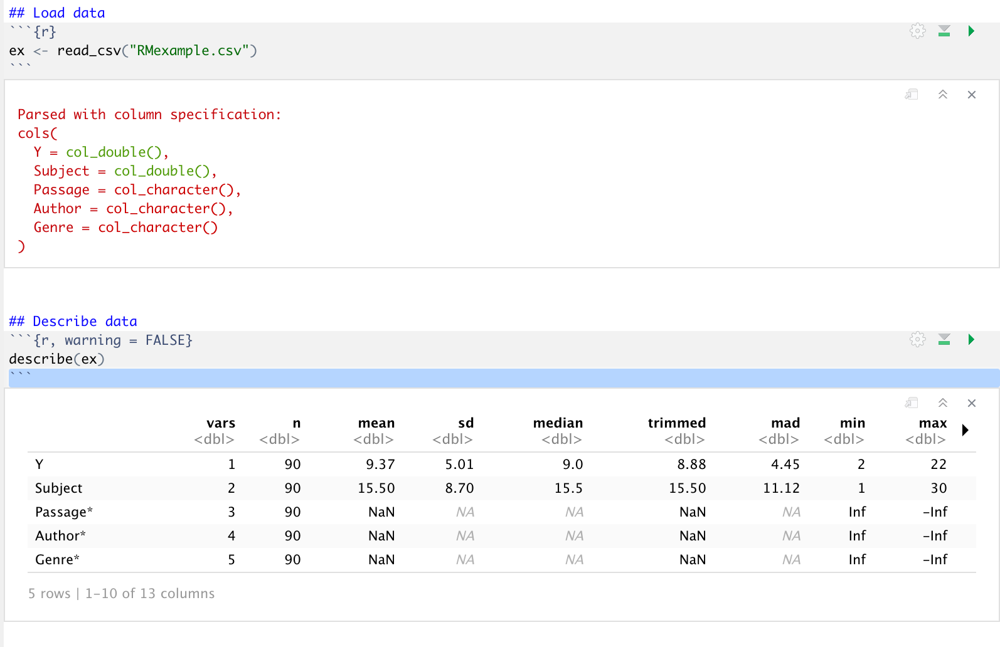 ## Load data
```{r}
ex <- read_csv("RMexample.csv")
```
Parsed with column specification:
cols(
  Y = col_double(),
  Subject = col_double(),
  Passage = col_character(),
  Author = col_character(),
  Genre = col_character()
)
## Describe data
```{r, warning = FALSE}
describe(ex)
```
vars n mean sd median trimmed mad min max
<dbl> <dbl> <dbl> <dbl> <dbl> <dbl> <dbl> <dbl> <dbl>
Y 1 90 9.37 5.01 9.0 8.88 4.45 2 22
Subject 2 90 15.50 8.70 15.5 15.50 11.12 1 30
Passage* 3 90 NaN NA NA NaN NA Inf -Inf
Author* 4 90 NaN NA NA NaN NA Inf -Inf
Genre* 5 90 NaN NA NA NaN NA Inf -Inf
5 rows | 1-10 of 13 columns